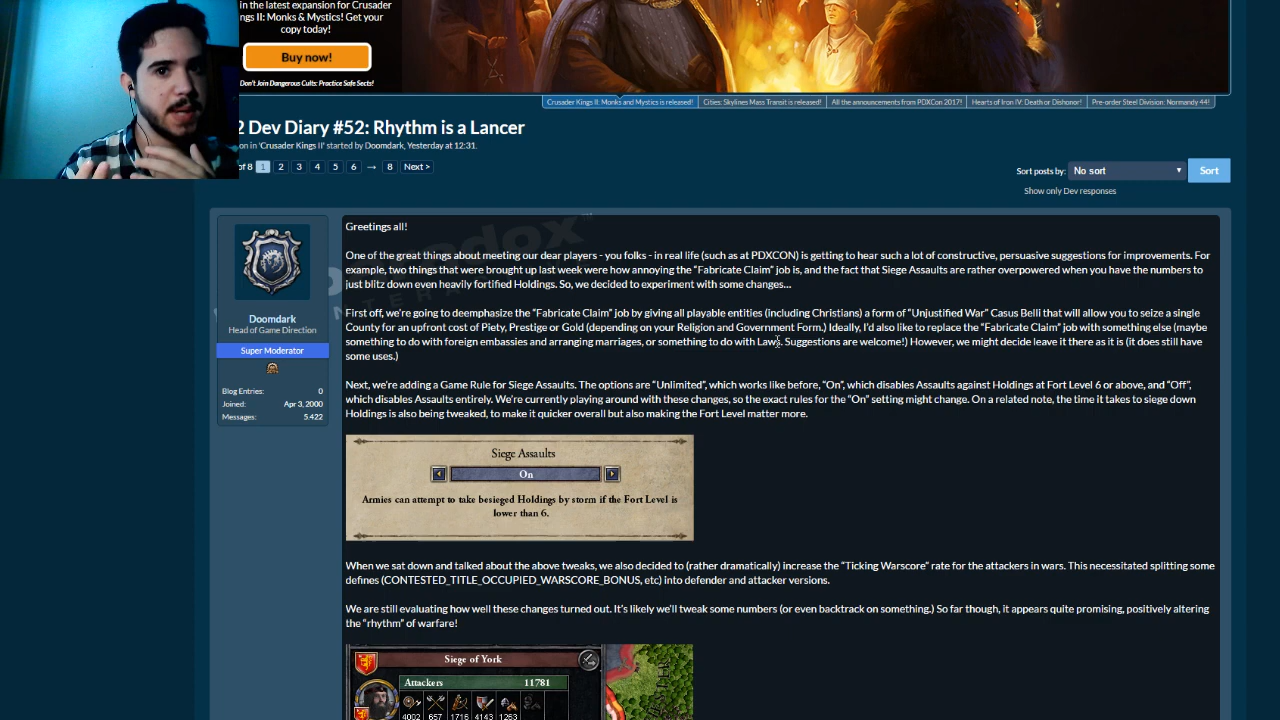 in the latest expansion for Crusader
ngs II: Monks & Mystics! Get your
copy today!
Buy now!
Don't Join Dangerous Cults: Practice Safe Sects!
Crusader Kings II: Monks and Mystics is released!
Cities: Skylines Mass Transit is released!
All the announcements from PDXCon 2017!
Hearts of Iron IV: Death or Dishonor!
Pre-order Steel Division: Normandy 44!
2 Dev Diary #52: Rhythm is a Lancer
on in 'Crusader Kings II' started by Doomdark, Yesterday at 12:31.
of 8 1 2 3 4 5 6 → 8 Next >
Sort posts by: No sort Sort
Show only Dev responses
Doomdark
Head of Game Direction
Super Moderator
Blog Entries: 0
Joined: Apr 3, 2000
Messages: 5.422
Greetings all!
One of the great things about meeting our dear players - you folks - in real life (such as at PDXCON) is getting to hear such a lot of constructive, persuasive suggestions for improvements. For
example, two things that were brought up last week were how annoying the “Fabricate Claim” job is, and the fact that Siege Assaults are rather overpowered when you have the numbers to
just blitz down even heavily fortified Holdings. So, we decided to experiment with some changes...
First off, we’re going to deemphasize the “Fabricate Claim” job by giving all playable entities (including Christians) a form of “Unjustified War” Casus Belli that will allow you to seize a single
County for an upfront cost of Piety, Prestige or Gold (depending on your Religion and Government Form.) Ideally, I’d also like to replace the “Fabricate Claim” job with something else (maybe
something to do with foreign embassies and arranging marriages, or something to do with Laws. Suggestions are welcome!) However, we might decide leave it there as it is (it does still have
some uses.)
Next, we’re adding a Game Rule for Siege Assaults. The options are “Unlimited”, which works like before, “On”, which disables Assaults against Holdings at Fort Level 6 or above, and “Off”,
which disables Assaults entirely. We’re currently playing around with these changes, so the exact rules for the “On” setting might change. On a related note, the time it takes to siege down
Holdings is also being tweaked, to make it quicker overall but also making the Fort Level matter more.
Siege Assaults
On
Armies can attempt to take besieged Holdings by storm if the Fort Level is
lower than 6.
When we sat down and talked about the above tweaks, we also decided to (rather dramatically) increase the “Ticking Warscore” rate for the attackers in wars. This necessitated splitting some
defines (CONTESTED_TITLE_OCCUPIED_WARSCORE_BONUS, etc) into defender and attacker versions.
We are still evaluating how well these changes turned out. It’s likely we’ll tweak some numbers (or even backtrack on something.) So far though, it appears quite promising, positively altering
the “rhythm” of warfare!
Siege of York
Attackers 11781
4002 657 1716 4143 1263